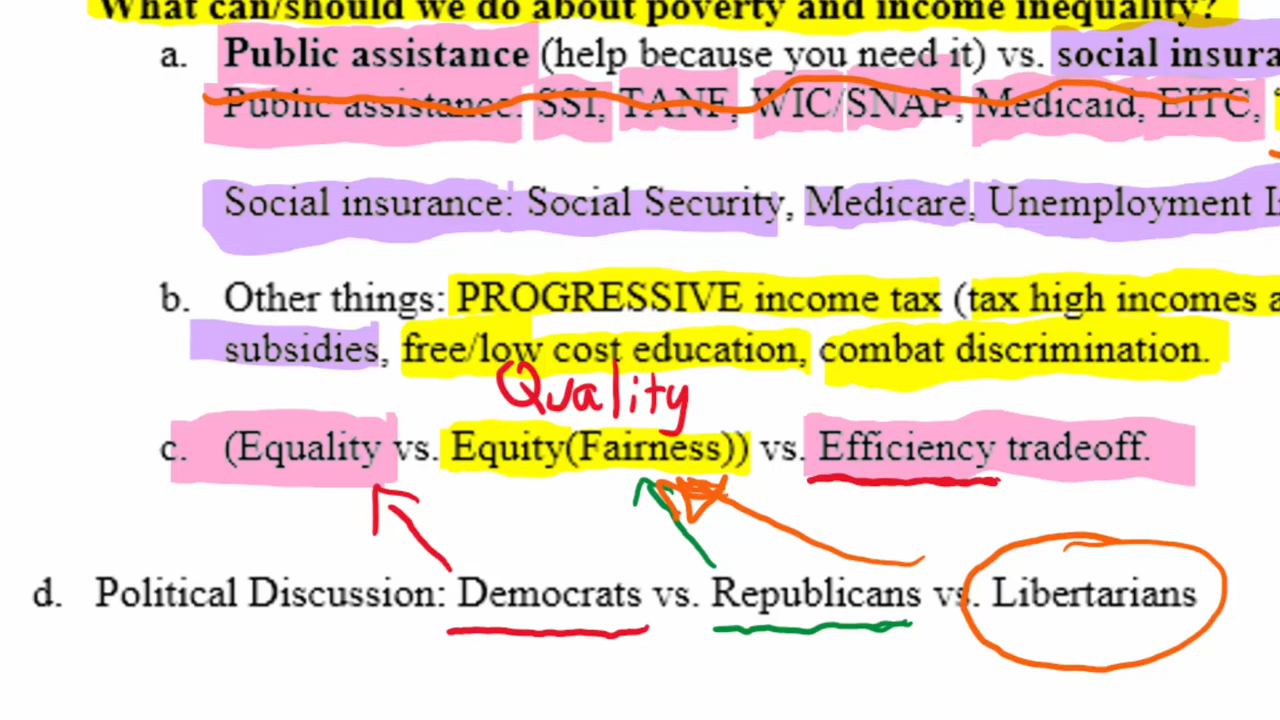 What can/should we do about poverty and income inequality?
a. Public assistance (help because you need it) vs. social insura
Public assistance: SSI, TANF, WIC/SNAP, Medicaid, EITC,
Social insurance: Social Security, Medicare, Unemployment I
b. Other things: PROGRESSIVE income tax (tax high incomes a
subsidies, free/low cost education, combat discrimination.
Quality
c. (Equality vs. Equity(Fairness)) vs. Efficiency tradeoff.
d. Political Discussion: Democrats vs. Republicans vs. Libertarians